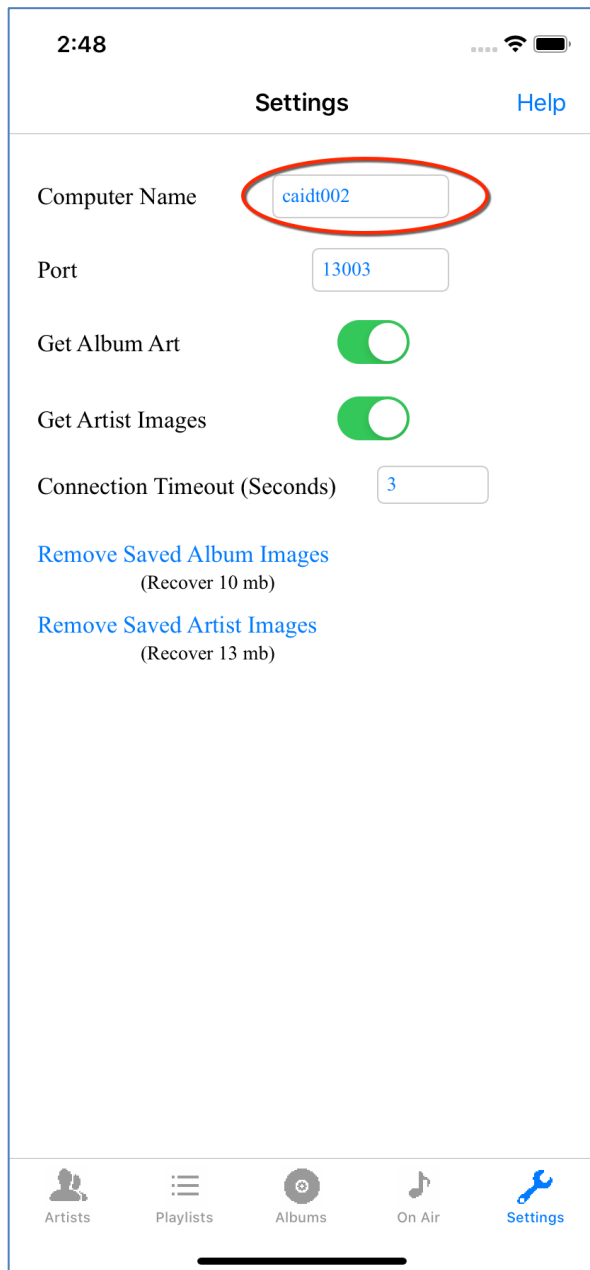 2:48
Settings Help
Computer Name caidt002
Port 13003
Get Album Art
Get Artist Images
Connection Timeout (Seconds) 3
Remove Saved Album Images
(Recover 10 mb)
Remove Saved Artist Images
(Recover 13 mb)
Artists Playlists Albums On Air Settings